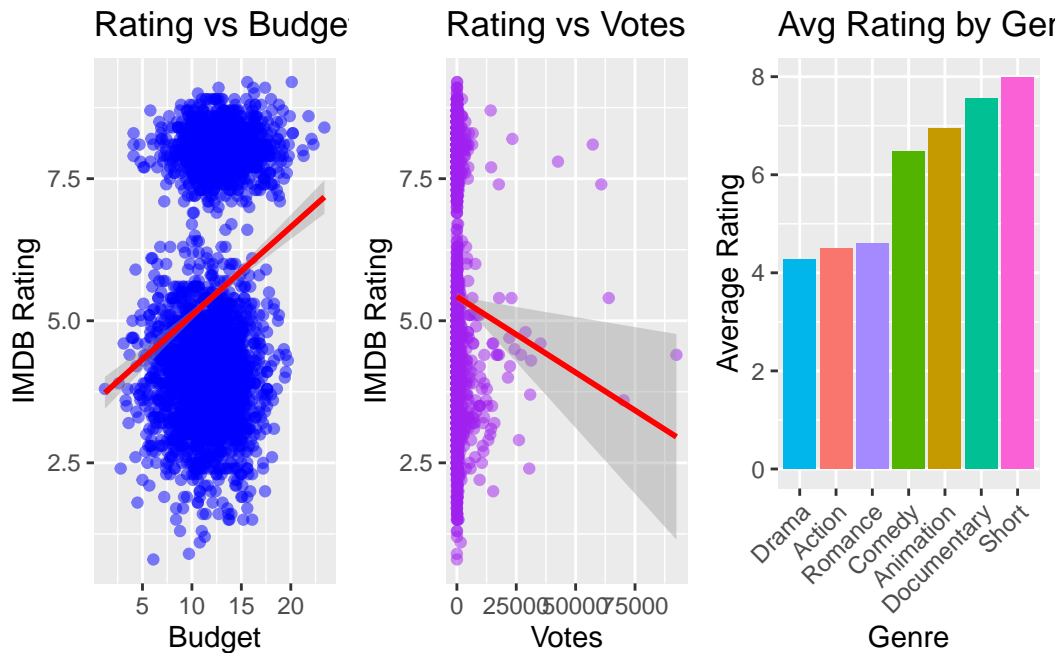 Rating vs Budge
Rating vs Votes
Avg Rating by Ge
IMDB Rating
7.5
5.0
2.5
5 10 15 20
Budget
IMDB Rating
7.5
5.0
2.5
0 25000 50000 75000
Votes
Average Rating
8
6
4
2
0
Drama
Action
Romance
Comedy
Animation
Documentary
Short
Genre